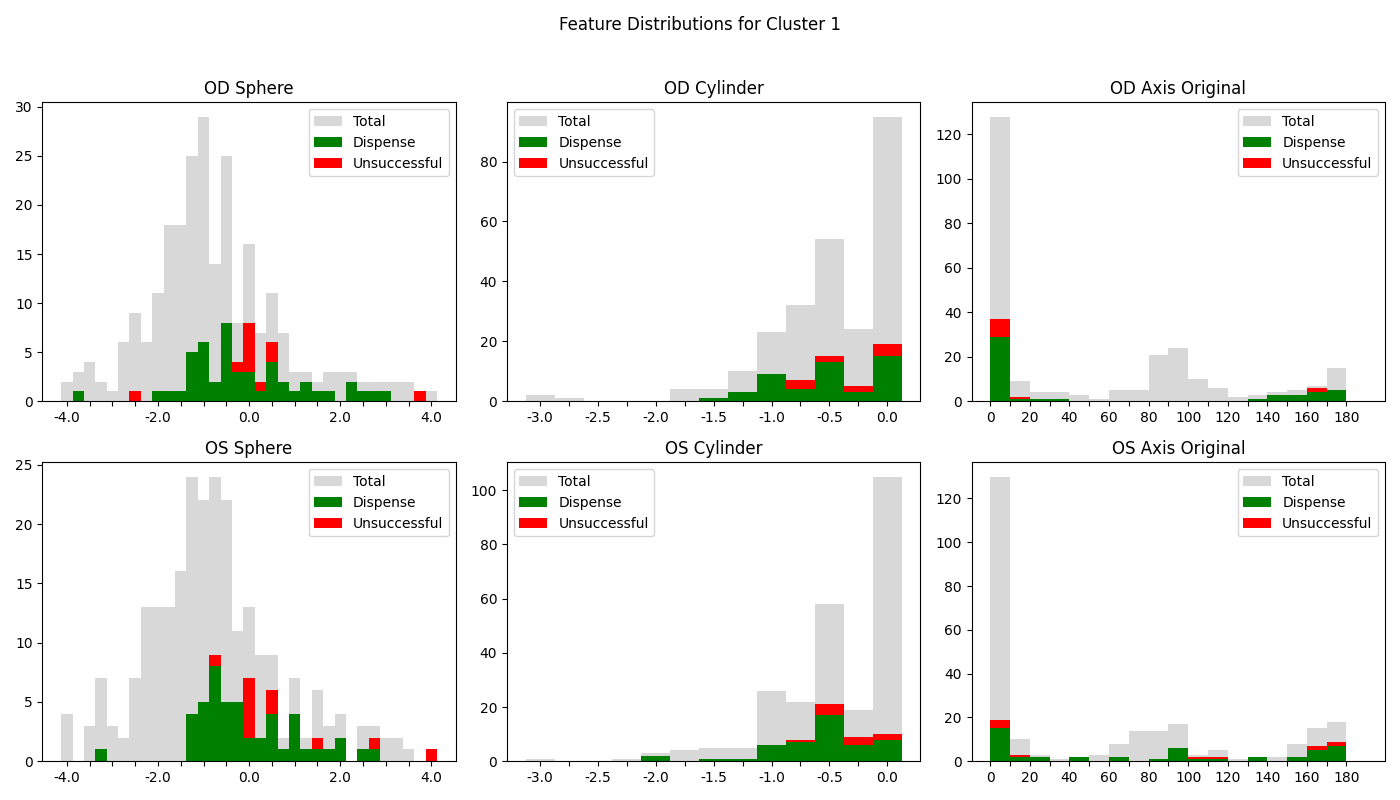 Feature Distributions for Cluster 1
OD Sphere
Total
Dispense
Unsuccessful
30
25
20
15
10
5
0
-4.0 -2.0 0.0 2.0 4.0
OD Cylinder
Total
Dispense
Unsuccessful
80
60
40
20
0
-3.0 -2.5 -2.0 -1.5 -1.0 -0.5 0.0
OD Axis Original
Total
Dispense
Unsuccessful
120
100
80
60
40
20
0
0 20 40 60 80 100 120 140 160 180
OS Sphere
Total
Dispense
Unsuccessful
25
20
15
10
5
0
-4.0 -2.0 0.0 2.0 4.0
OS Cylinder
Total
Dispense
Unsuccessful
100
80
60
40
20
0
-3.0 -2.5 -2.0 -1.5 -1.0 -0.5 0.0
OS Axis Original
Total
Dispense
Unsuccessful
120
100
80
60
40
20
0
0 20 40 60 80 100 120 140 160 180